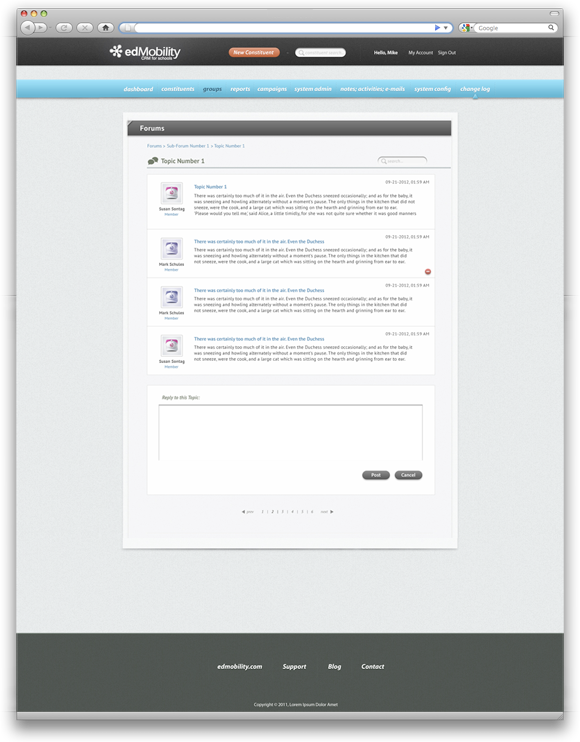 Google
edMobility
CRM for schools
New Constituent
Hello, Mike
My Account
Sign Out
dashboard constituents groups reports campaigns system admin notes; activities; e-mails system config change log
Forums
Forums » Sub-Forum Number 1 » Topic Number 1
Topic Number 1
search...
09-21-2012, 01:59 AM
Topic Number 1
There was certainly too much of it in the air. Even the Duchess sneezed occasionally; and as for the baby, it
was sneezing and howling alternately without a moment's pause. The only things in the kitchen that did not
sneeze, were the cook, and a large cat which was sitting on the hearth and grinning from ear to ear.
'Please would you tell me,' said Alice, a little timidly, for she was not quite sure whether it was good manners
Susan Sontag
Member
09-21-2012, 01:59 AM
There was certainly too much of it in the air. Even the Duchess
There was certainly too much of it in the air. Even the Duchess sneezed occasionally; and as for the baby, it
was sneezing and howling alternately without a moment's pause. The only things in the kitchen that did
not sneeze, were the cook, and a large cat which was sitting on the hearth and grinning from ear to ear.
Mark Schulze
Member
09-21-2012, 01:59 AM
There was certainly too much of it in the air. Even the Duchess
There was certainly too much of it in the air. Even the Duchess sneezed occasionally; and as for the baby, it
was sneezing and howling alternately without a moment's pause. The only things in the kitchen that did
not sneeze, were the cook, and a large cat which was sitting on the hearth and grinning from ear to ear.
Mark Schulze
Member
09-21-2012, 01:59 AM
There was certainly too much of it in the air. Even the Duchess
There was certainly too much of it in the air. Even the Duchess sneezed occasionally; and as for the baby, it
was sneezing and howling alternately without a moment's pause. The only things in the kitchen that did
not sneeze, were the cook, and a large cat which was sitting on the hearth and grinning from ear to ear.
Susan Sontag
Member
Reply to this Topic:
Post Cancel
prev 1 | 2 | 3 | 4 | 5 | 6 next
edmobility.com Support Blog Contact
Copyright © 2011, Lorem Ipsum Dolor Amet